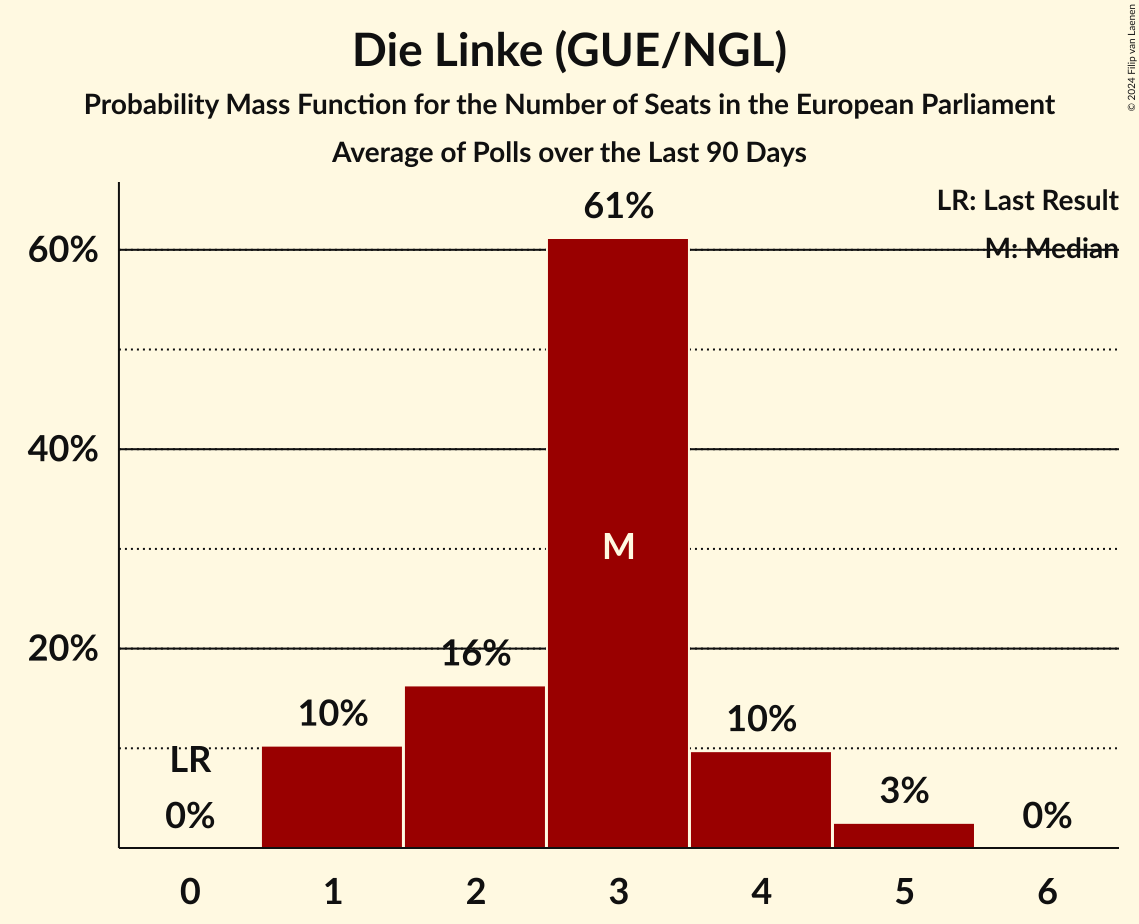 Die Linke (GUE/NGL)
Probability Mass Function for the Number of Seats in the European Parliament
Average of Polls over the Last 90 Days
© 2024 Filip van Laenen
LR: Last Result
M: Median
61%
60%
40%
M
20%
16%
10%
10%
LR
3%
0%
0%
0 1 2 3 4 5 6